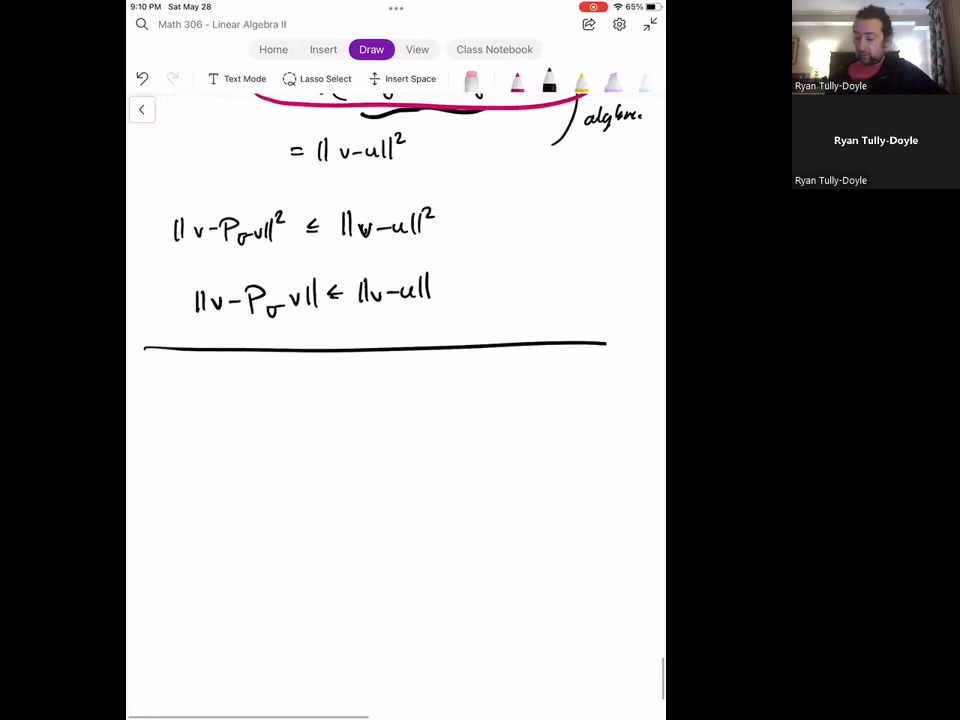 9:10 PM Sat May 28
65%
Math 306 - Linear Algebra II
Home Insert Draw View Class Notebook
Text Mode Lasso Select Insert Space
algbra.
= || v-u||²
|| v-P_U v||² ≤ ||v-u||²
||v-P_U v|| ≤ ||v-u||
Ryan Tully-Doyle
Ryan Tully-Doyle
Ryan Tully-Doyle